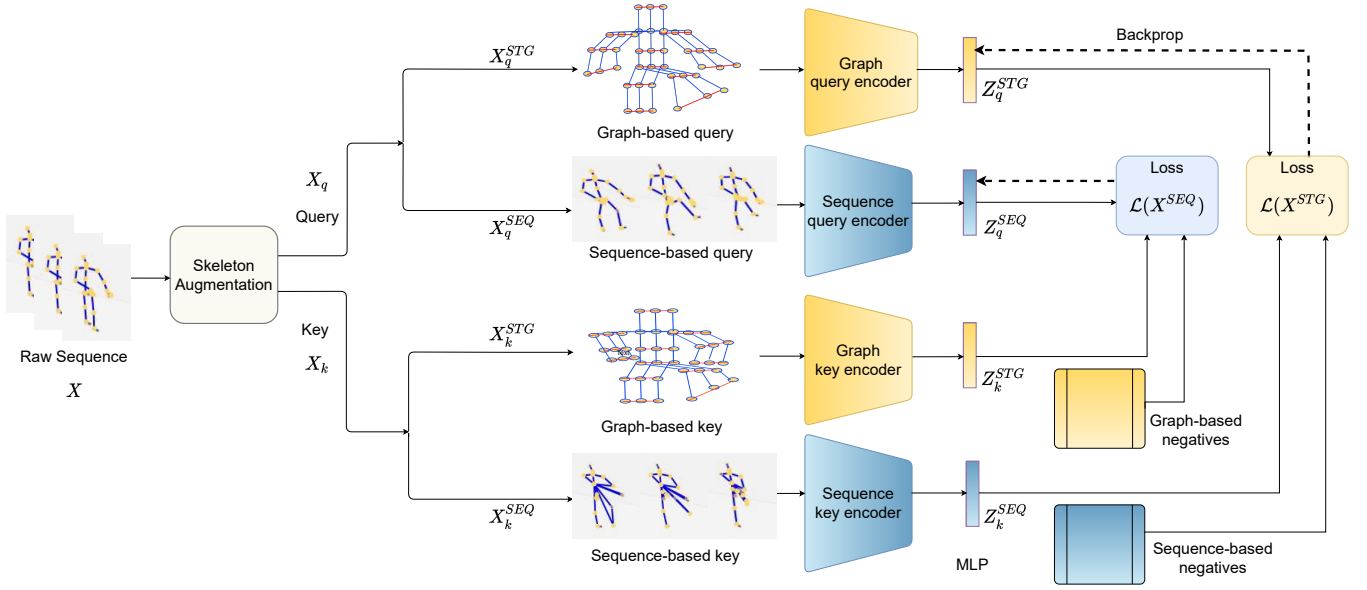 Raw Sequence
X
Skeleton
Augmentation
X_q
Query
Key
X_k
X_q^{STG}
Graph-based query
Graph
query encoder
Z_q^{STG}
Backprop
X_q^{SEQ}
Sequence-based query
Sequence
query encoder
Z_q^{SEQ}
Loss
L(X^{SEQ})
Loss
L(X^{STG})
X_k^{STG}
Graph-based key
Graph
key encoder
Z_k^{STG}
Graph-based
negatives
X_k^{SEQ}
Sequence-based key
Sequence
key encoder
Z_k^{SEQ}
MLP
Sequence-based
negatives